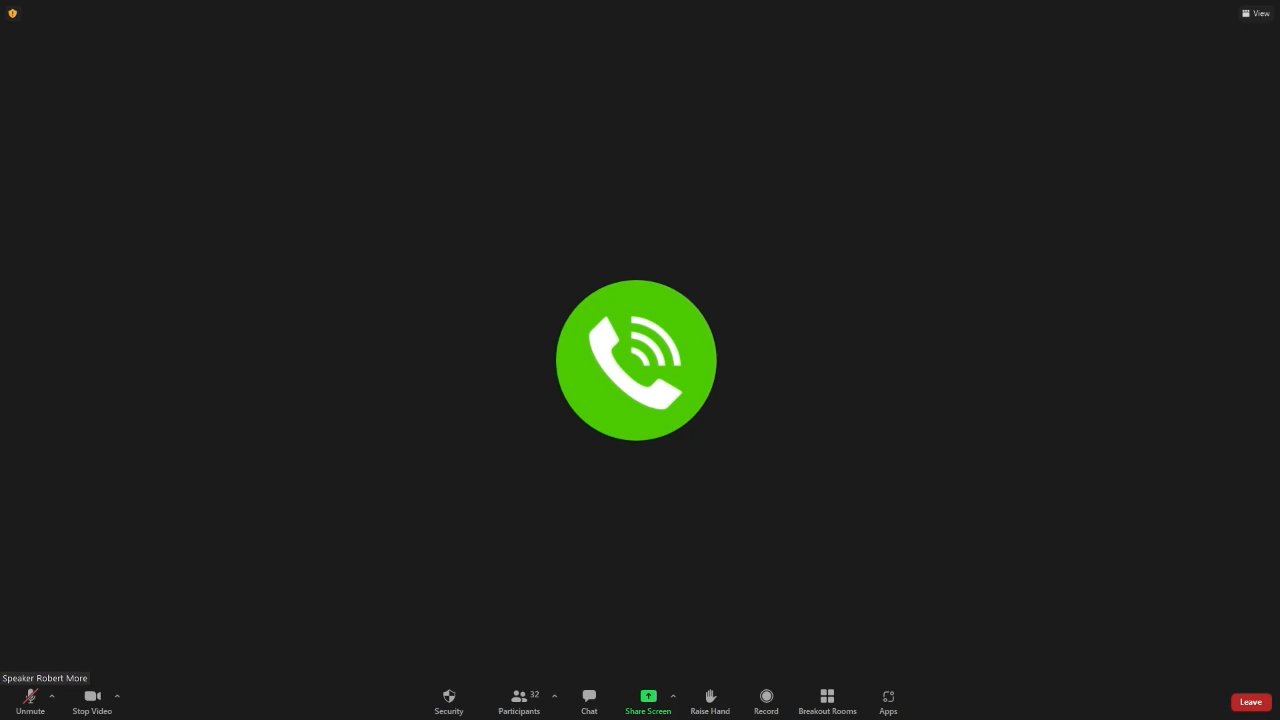 View
Speaker Robert More
Unmute
Stop Video
Security
32
Participants
Chat
Share Screen
Raise Hand
Record
Breakout Rooms
Apps
Leave